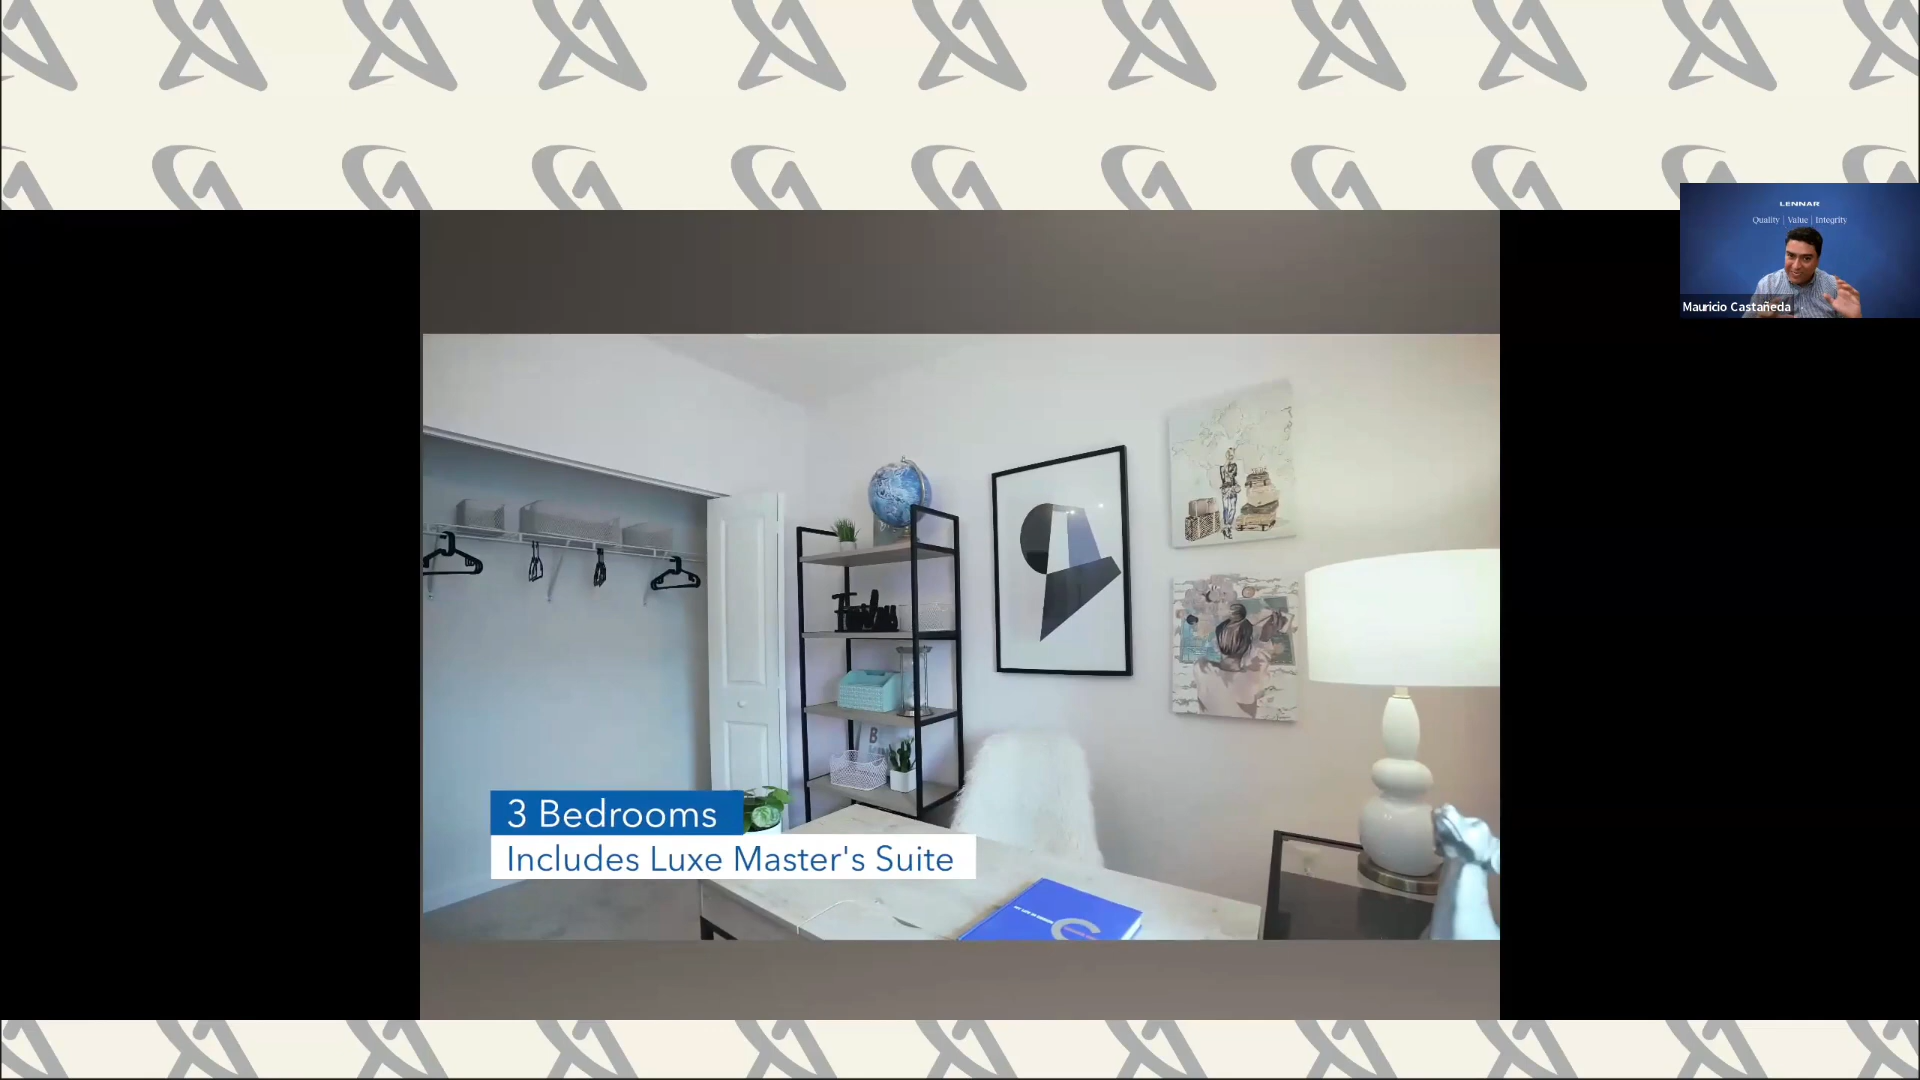 LENNAR
Quality | Value | Integrity
Mauricio Castañeda
3 Bedrooms
Includes Luxe Master's Suite